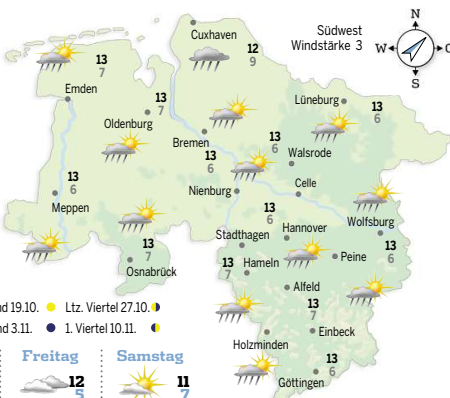 N
Cuxhaven
Südwest
Windstärke 3
W
O
S
12
9
13
7
Emden
13
7
Oldenburg
Lüneburg
13
6
Bremen
13
6
13
6
Walsrode
13
6
Meppen
Nienburg
Celle
13
6
Wolfsburg
Stadthagen
Hannover
13
7
Osnabrück
13
7
Hameln
Peine
13
6
Alfeld
13
7
Einbeck
Holzminden
13
6
Göttingen
nd 19.10.
Ltz. Viertel 27.10.
nd 3.11.
1. Viertel 10.11.
Freitag
Samstag
12
5
11
7